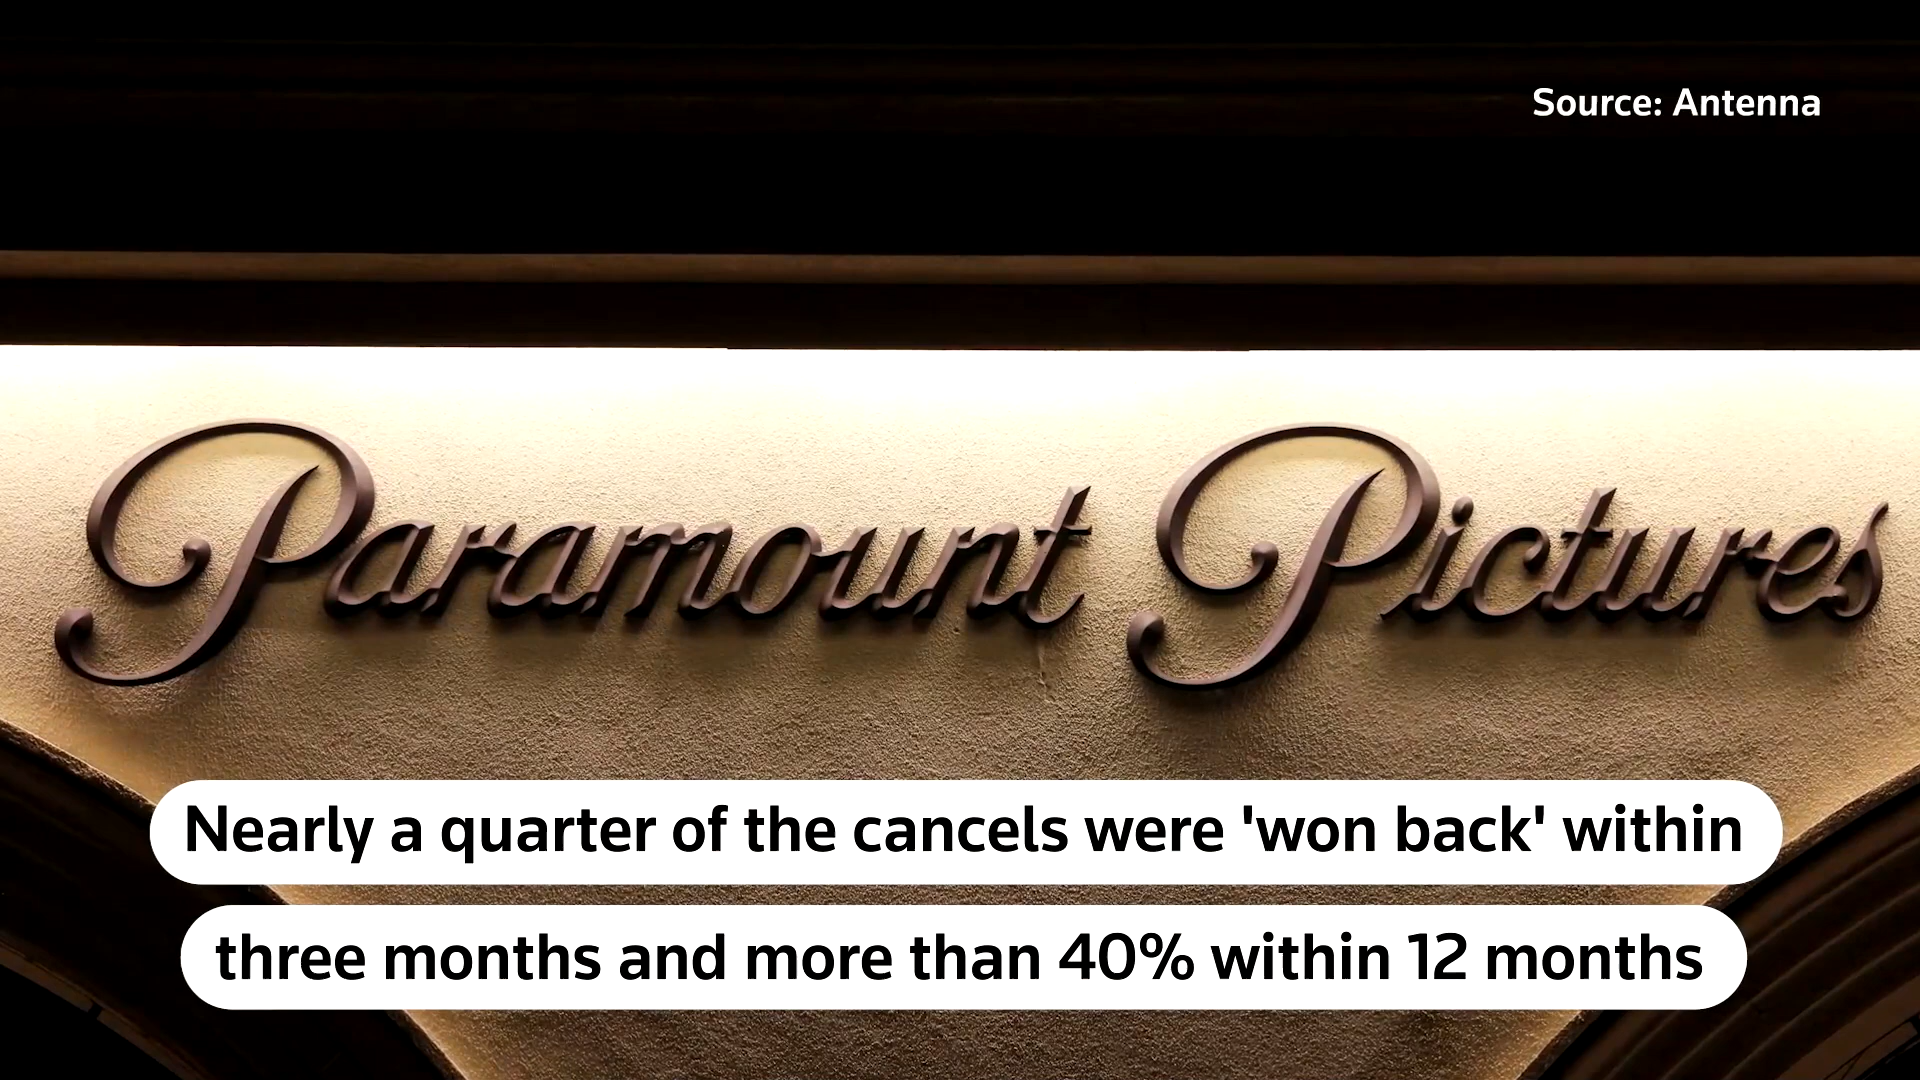 Source: Antenna
Paramount Pictures
Nearly a quarter of the cancels were 'won back' within
three months and more than 40% within 12 months